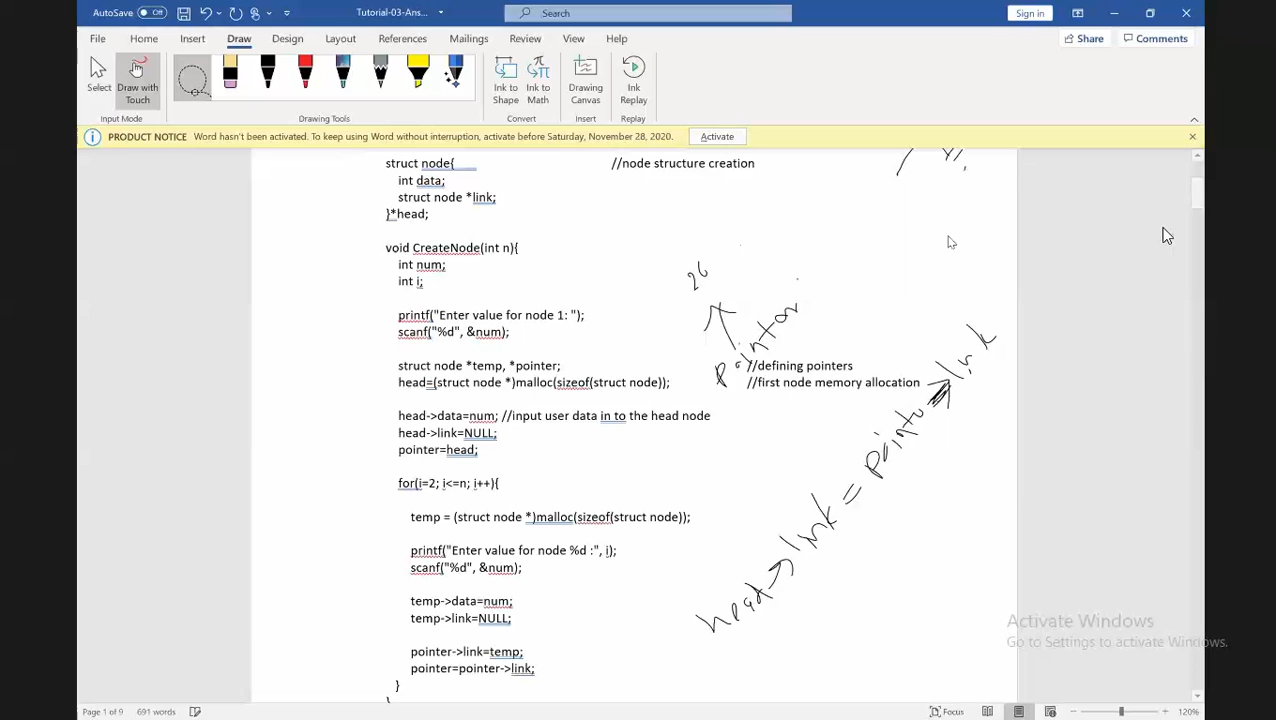 AutoSave Off Tutorial-03-Ans... Search Sign in
File Home Insert Draw Design Layout References Mailings Review View Help Share Comments
Select Draw with Touch Ink to Shape Ink to Math Drawing Canvas Ink Replay
Input Mode Drawing Tools Convert Insert Replay
PRODUCT NOTICE Word hasn't been activated. To keep using Word without interruption, activate before Saturday, November 28, 2020. Activate
struct node{ //node structure creation
int data;
struct node *link;
}*head;
void CreateNode(int n){
int num;
int i;
26
printf("Enter value for node 1: ");
scanf("%d", &num);
pointer
struct node *temp, *pointer; //defining pointers
head=(struct node *)malloc(sizeof(struct node)); //first node memory allocation
head->data=num; //input user data in to the head node
head->link=NULL;
pointer=head;
for(i=2; i<=n; i++){
temp = (struct node *)malloc(sizeof(struct node));
printf("Enter value for node %d :", i);
scanf("%d", &num);
temp->data=num;
temp->link=NULL;
head→link = pointer→link
pointer->link=temp;
pointer=pointer->link;
}
Activate Windows
Go to Settings to activate Windows.
Page 1 of 9 691 words Focus 120%